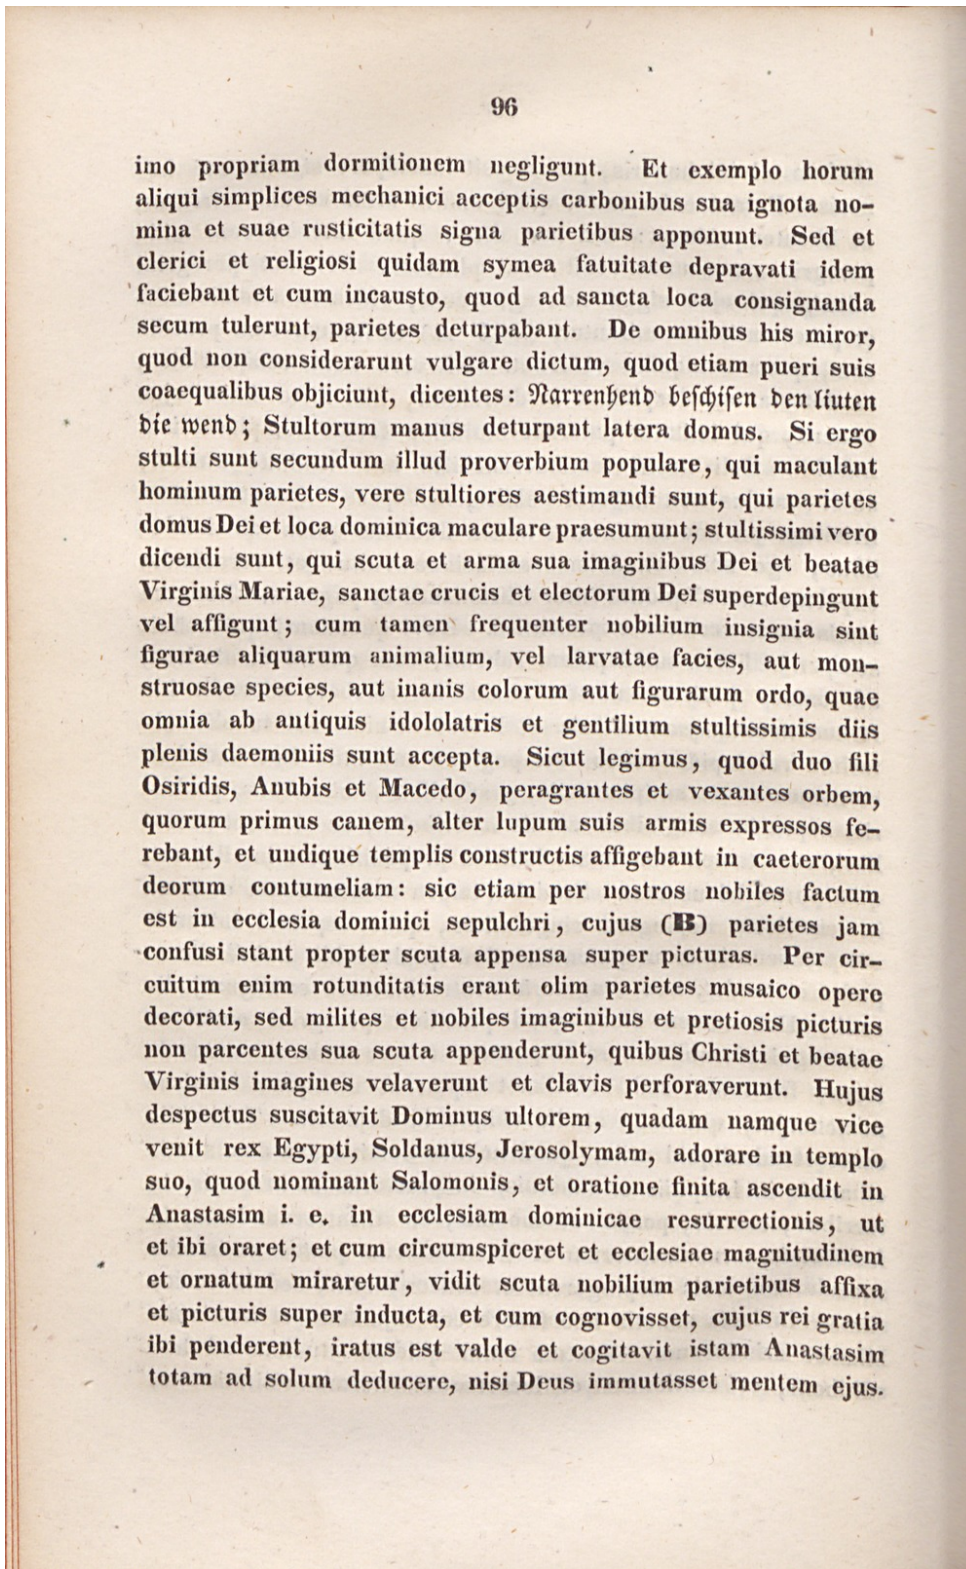 96
imo propriam dormitionem negligunt. Et exemplo horum
aliqui simplices mechanici acceptis carbonibus sua ignota no-
mina et suae rusticitatis signa parietibus apponunt. Sed et
clerici et religiosi quidam symea fatuitate depravati idem
faciebant et cum incausto, quod ad sancta loca consignanda
secum tulerunt, parietes deturpabant. De omnibus his miror,
quod non considerarunt vulgare dictum, quod etiam pueri suis
coaequalibus objiciunt, dicentes: Narrenhend beschisen den liuten
die wend; Stultorum manus deturpant latera domus. Si ergo
stulti sunt secundum illud proverbium populare, qui maculant
hominum parietes, vere stultiores aestimandi sunt, qui parietes
domus Dei et loca dominica maculare praesumunt; stultissimi vero
dicendi sunt, qui scuta et arma sua imaginibus Dei et beatae
Virginis Mariae, sanctae crucis et electorum Dei superdepingunt
vel affigunt; cum tamen frequenter nobilium insignia sint
figurae aliquarum animalium, vel larvatae facies, aut mon-
struosae species, aut inanis colorum aut figurarum ordo, quae
omnia ab antiquis idololatris et gentilium stultissimis diis
plenis daemoniis sunt accepta. Sicut legimus, quod duo fili
Osiridis, Anubis et Macedo, peragrantes et vexantes orbem,
quorum primus canem, alter lupum suis armis expressos fe-
rebant, et undique templis constructis affigebant in caeterorum
deorum contumeliam: sic etiam per nostros nobiles factum
est in ecclesia dominici sepulchri, cujus (B) parietes jam
confusi stant propter scuta appensa super picturas. Per cir-
cuitum enim rotunditatis erant olim parietes musaico opere
decorati, sed milites et nobiles imaginibus et pretiosis picturis
non parcentes sua scuta appenderunt, quibus Christi et beatae
Virginis imagines velaverunt et clavis perforaverunt. Hujus
despectus suscitavit Dominus ultorem, quadam namque vice
venit rex Egypti, Soldanus, Jerosolymam, adorare in templo
suo, quod nominant Salomonis, et oratione finita ascendit in
Anastasim i. e. in ecclesiam dominicae resurrectionis, ut
et ibi oraret; et cum circumspiceret et ecclesiae magnitudinem
et ornatum miraretur, vidit scuta nobilium parietibus affixa
et picturis super inducta, et cum cognovisset, cujus rei gratia
ibi penderent, iratus est valde et cogitavit istam Anastasim
totam ad solum deducere, nisi Deus immutasset mentem ejus.